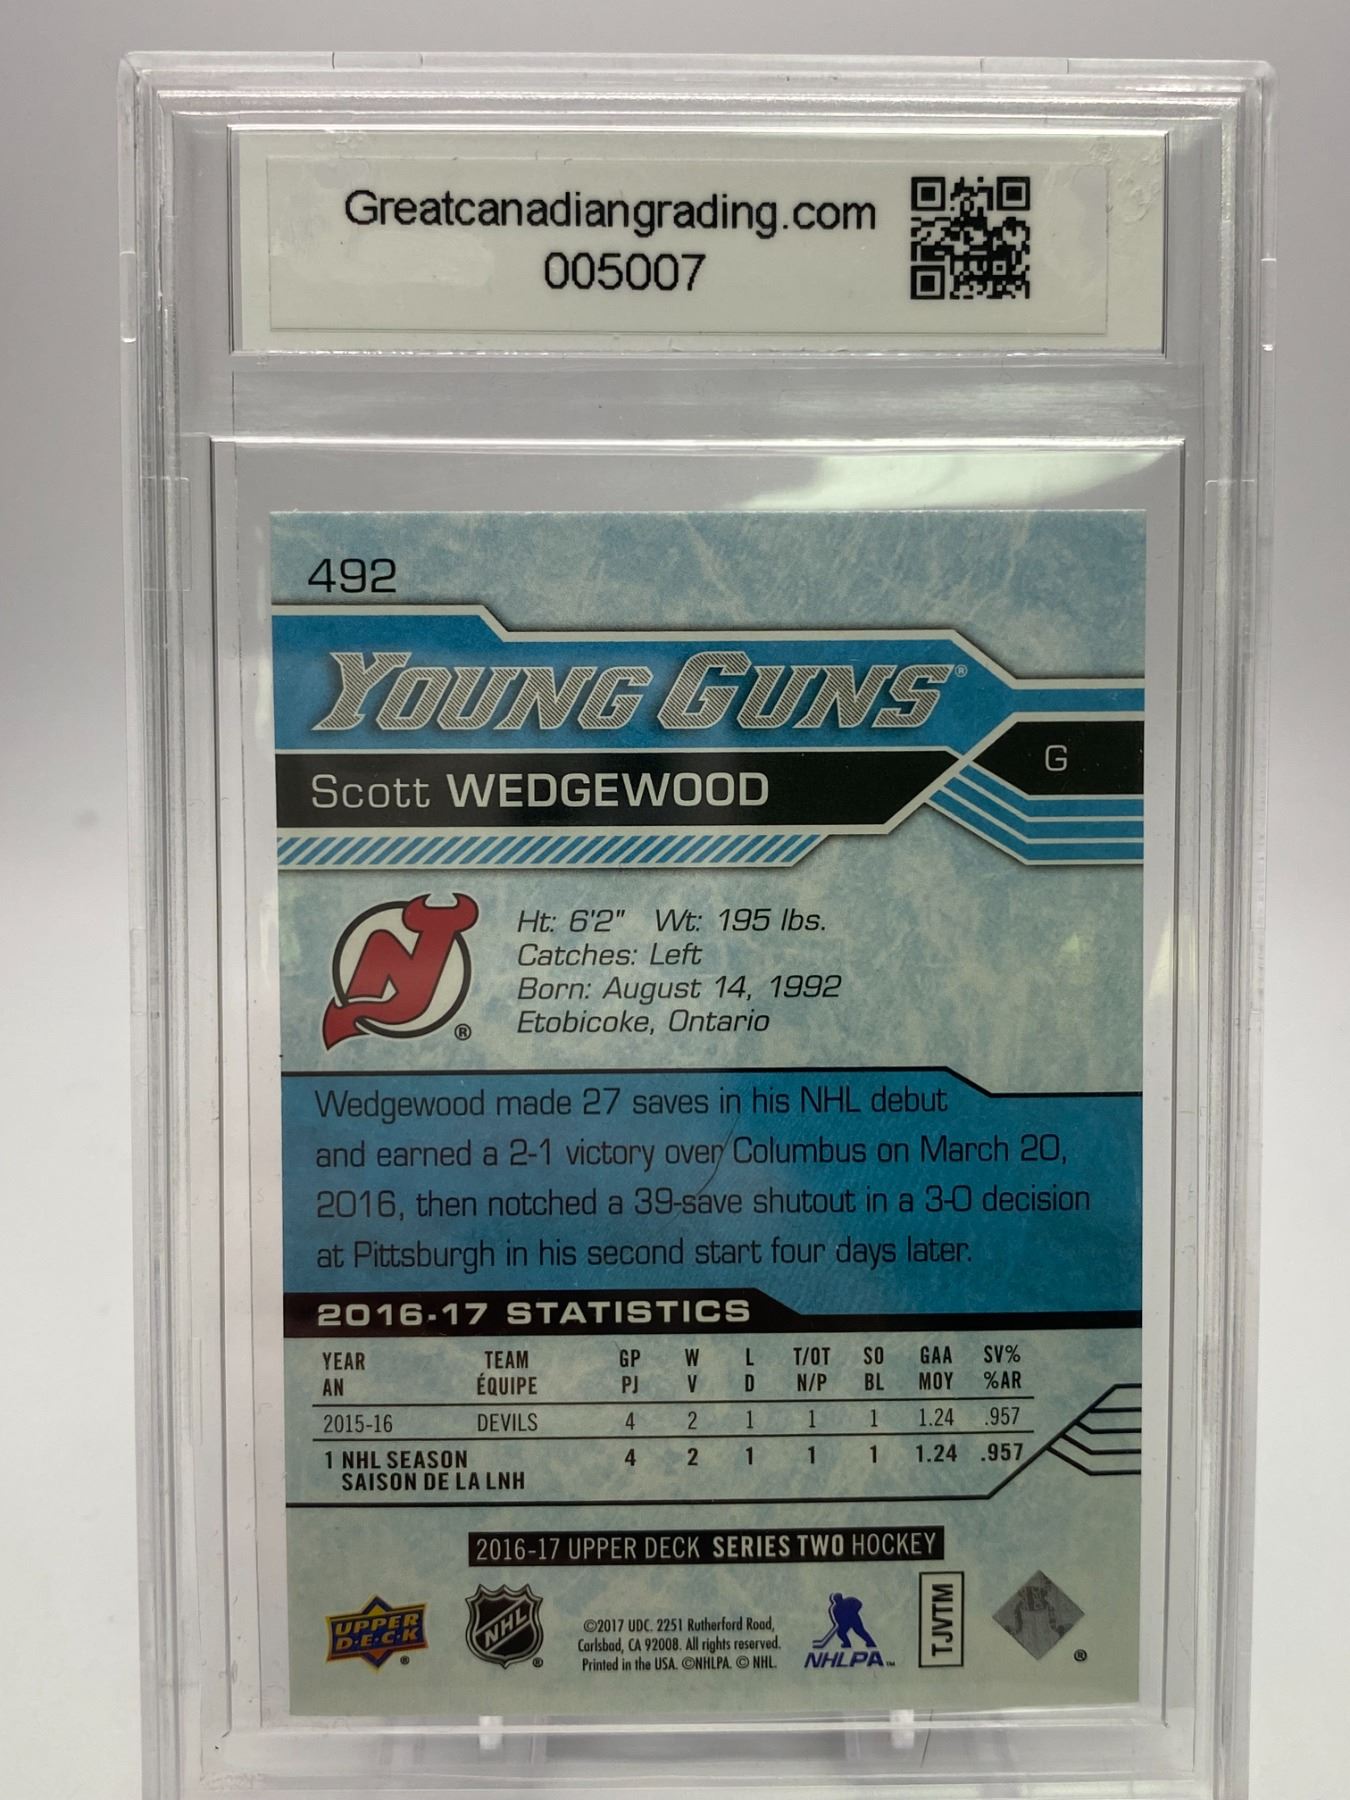 Greatcanadiangrading.com
005007
492
YOUNG GUNS®
G
Scott WEDGEWOOD
Ht: 6'2" Wt: 195 lbs.
Catches: Left
Born: August 14, 1992
Etobicoke, Ontario
®
Wedgewood made 27 saves in his NHL debut
and earned a 2-1 victory over Columbus on March 20,
2016, then notched a 39-save shutout in a 3-0 decision
at Pittsburgh in his second start four days later.
2016-17 STATISTICS
YEAR TEAM GP W L T/OT SO GAA SV%
AN ÉQUIPE PJ V D N/P BL MOY %AR
2015-16 DEVILS 4 2 1 1 1 1.24 .957
1 NHL SEASON 4 2 1 1 1 1.24 .957
SAISON DE LA LNH
2016-17 UPPER DECK SERIES TWO HOCKEY
UPPER DECK®
NHL®
©2017 UDC. 2251 Rutherford Road,
Carlsbad, CA 92008. All rights reserved.
Printed in the USA. ©NHLPA. © NHL.
NHLPA™
TJVTM
®